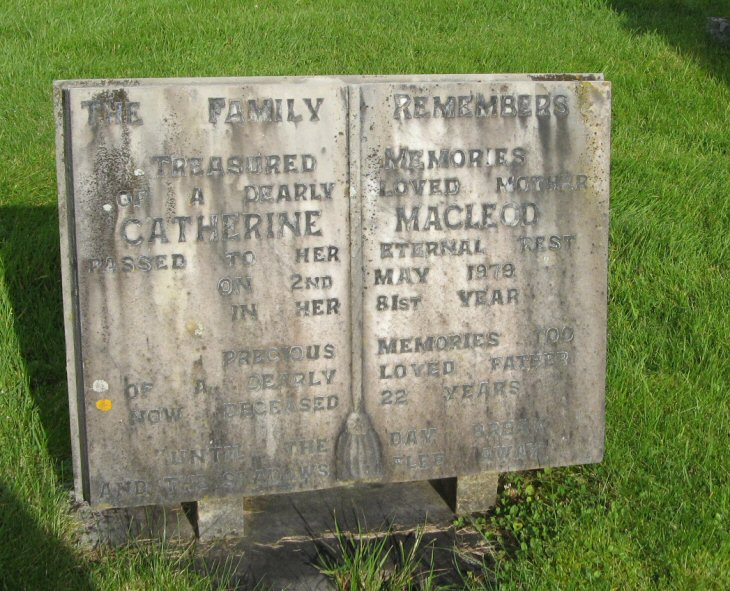 THE FAMILY REMEMBERS
TREASURED MEMORIES
OF A DEARLY LOVED MOTHER
CATHERINE MACLEOD
PASSED TO HER ETERNAL REST
ON 2ND MAY 1979
IN HER 81ST YEAR
PRECIOUS MEMORIES TOO
OF A DEARLY LOVED FATHER
NOW DECEASED 22 YEARS
UNTIL THE DAY BREAK
AND THE SHADOWS FLEE AWAY